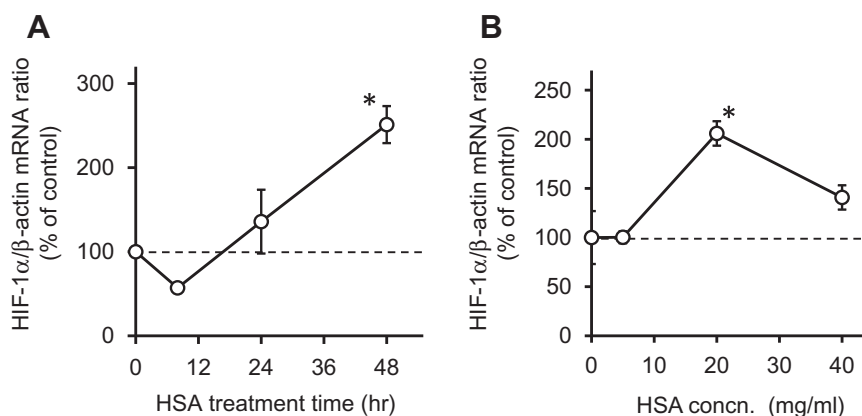 A
HIF-1α/β-actin mRNA ratio
(% of control)
300
200
100
0
*
0 12 24 36 48
HSA treatment time (hr)
B
HIF-1α/β-actin mRNA ratio
(% of control)
250
200
150
100
50
0
*
0 10 20 30 40
HSA concn. (mg/ml)